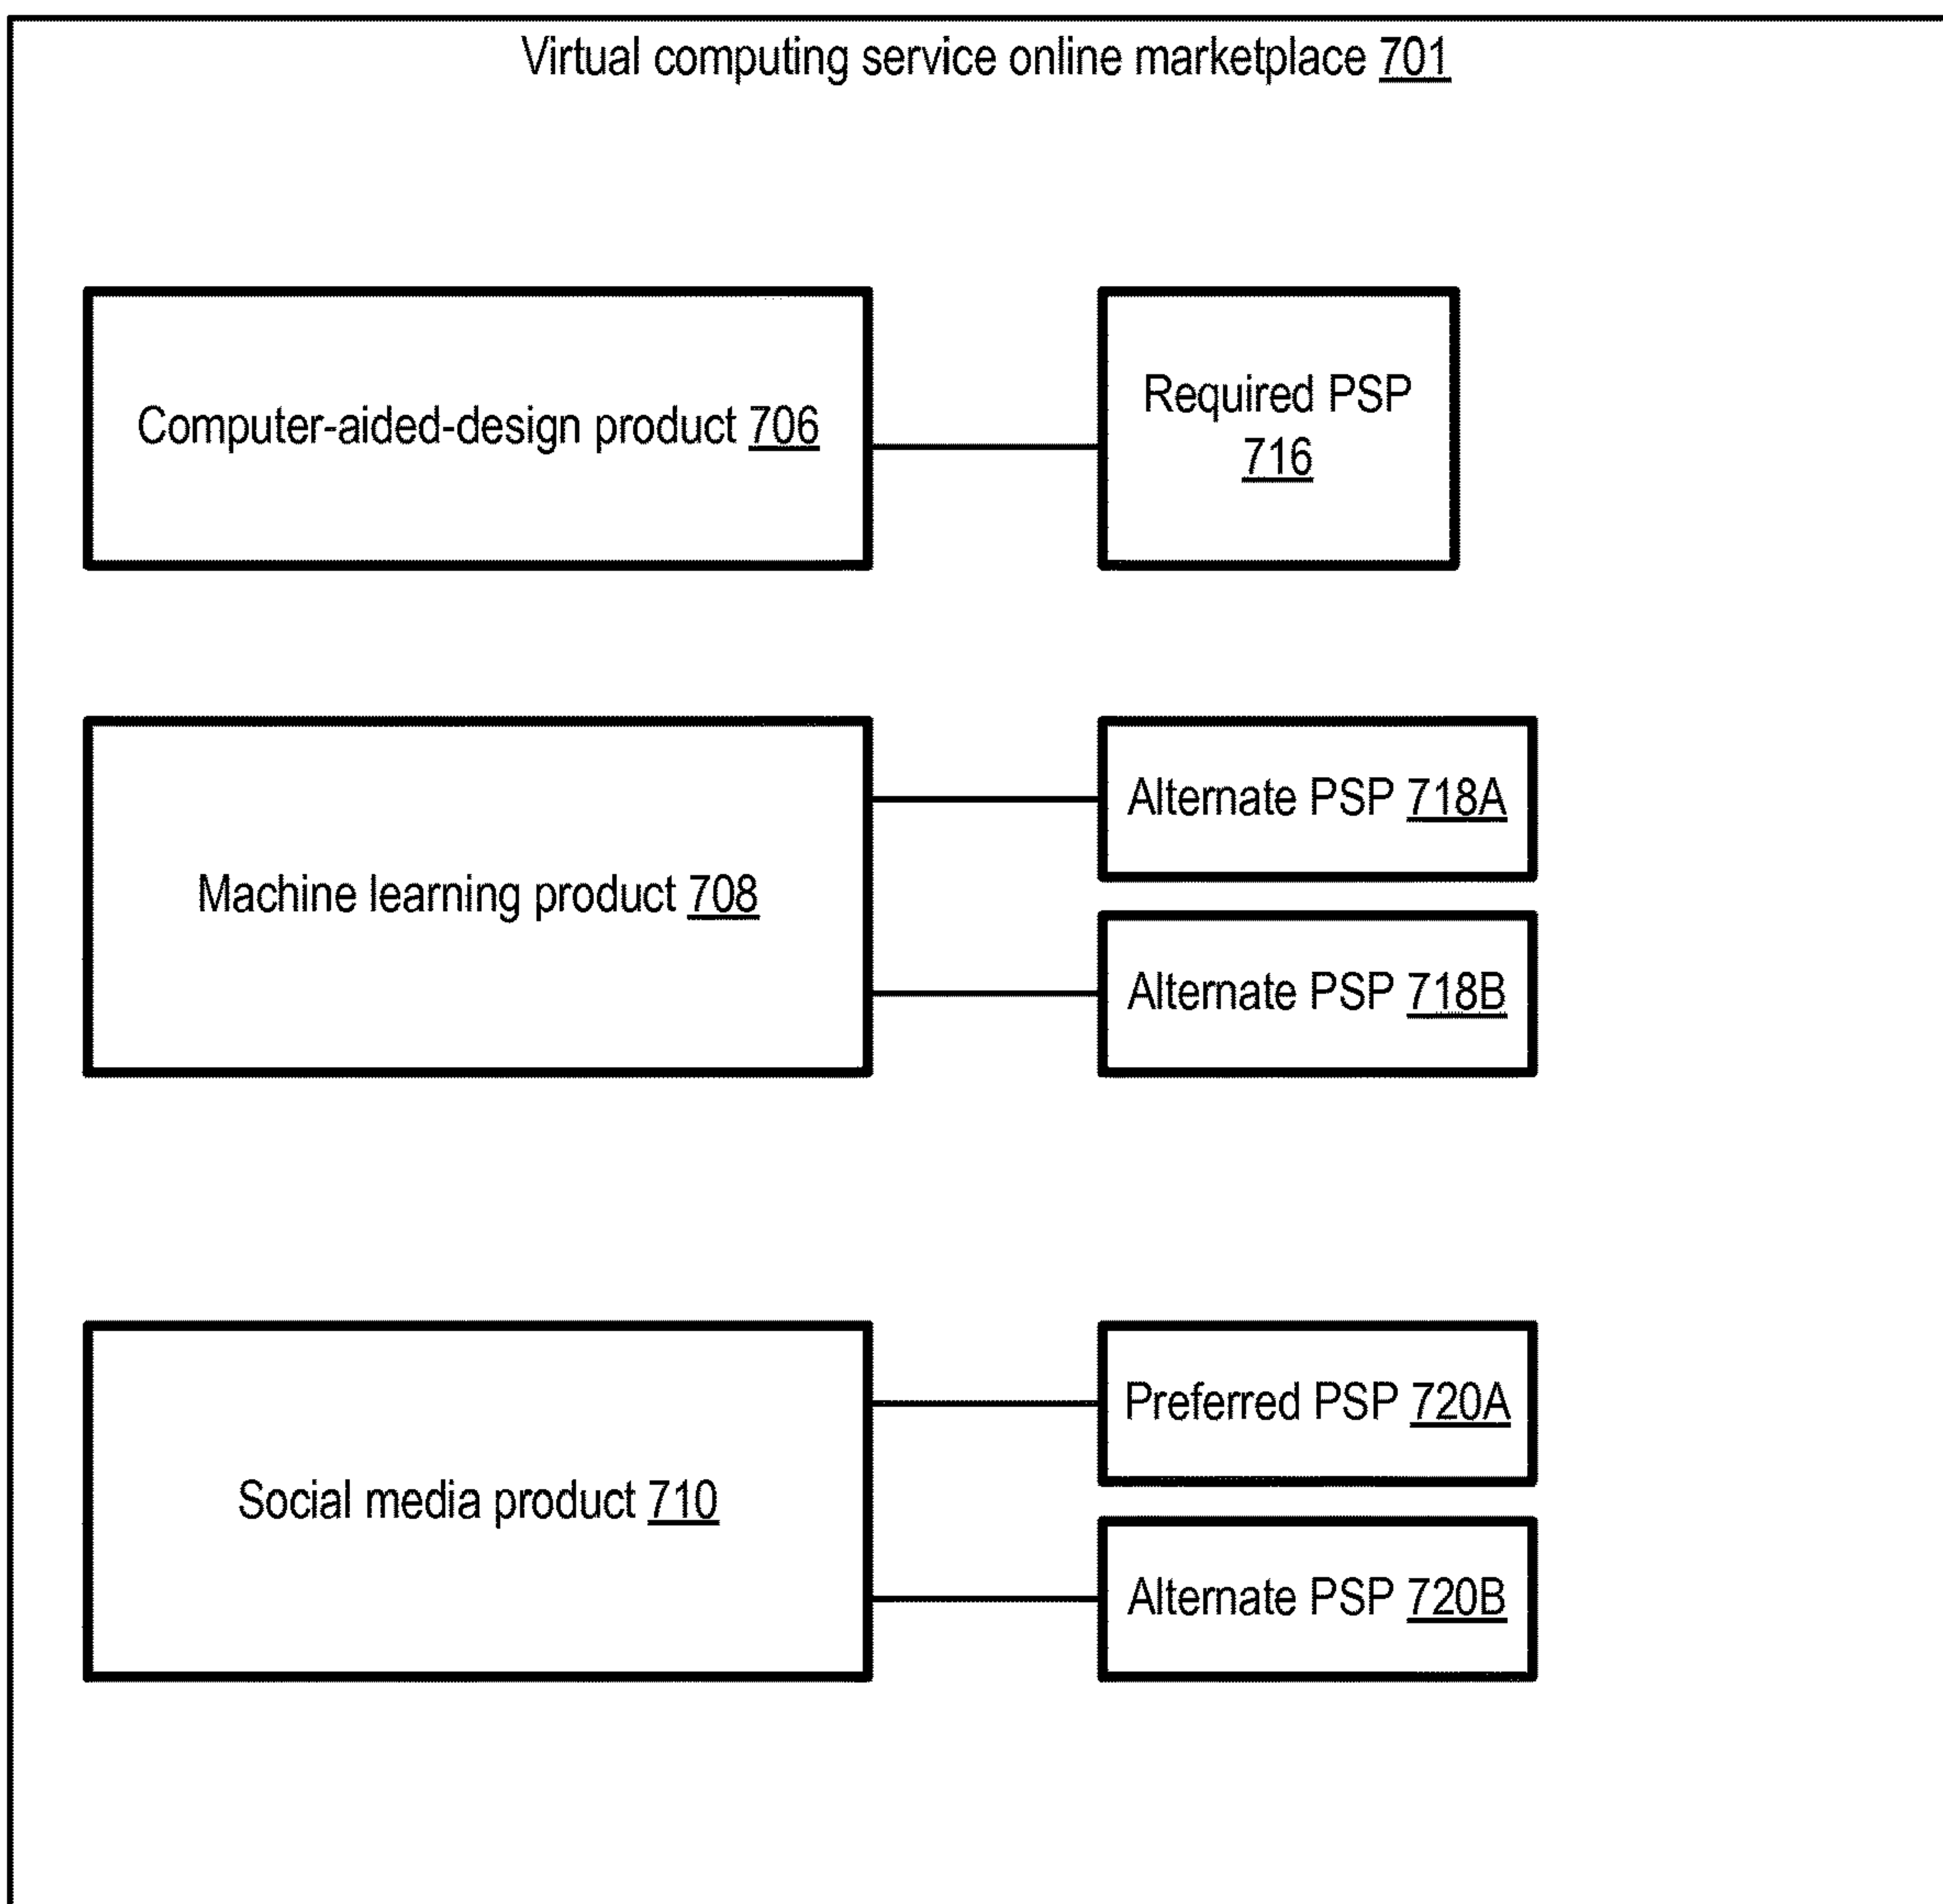 Virtual computing service online marketplace 701
Computer-aided-design product 706
Required PSP
716
Machine learning product 708
Alternate PSP 718A
Alternate PSP 718B
Social media product 710
Preferred PSP 720A
Alternate PSP 720B